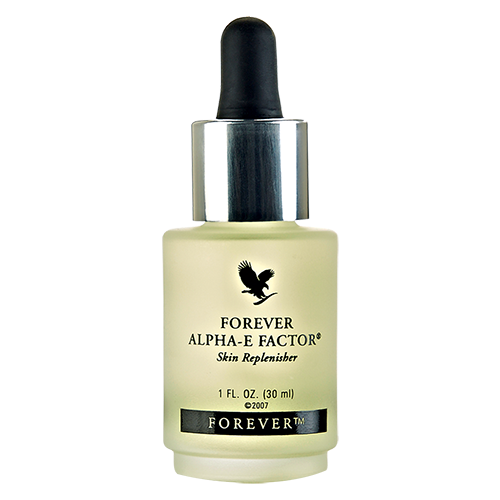 FOREVER
ALPHA-E FACTOR®
Skin Replenisher
1 FL. OZ. (30 ml)
©2007
FOREVER™